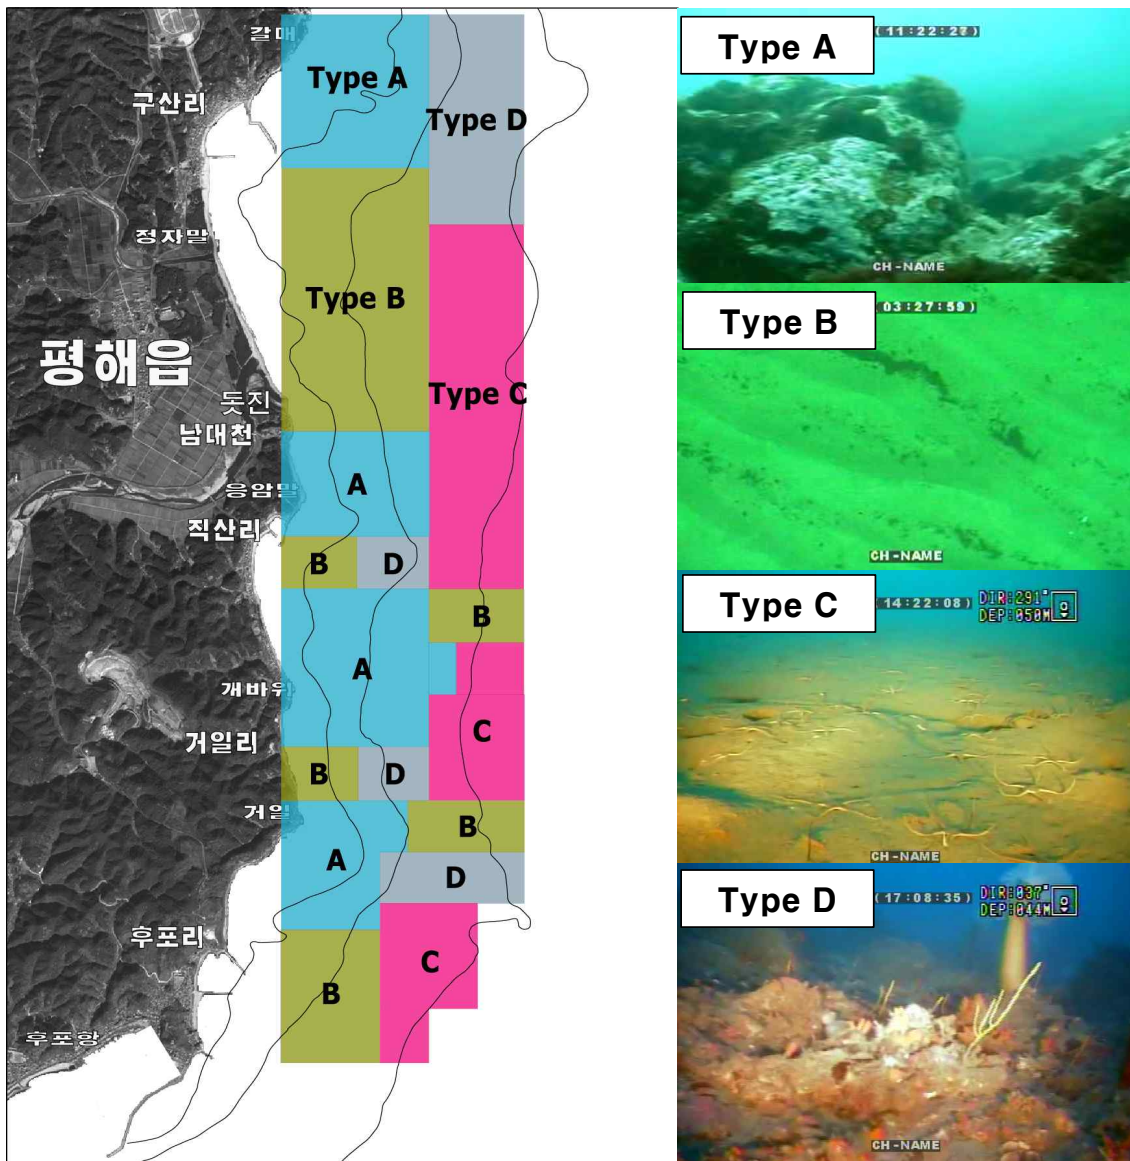 갈매
구산리
정자말
평해읍
돗진
남대천
응암말
직산리
개바위
거일리
거일
후포리
후포항
Type A
Type D
Type B
Type C
A
B
D
B
A
C
B
D
B
A
D
C
B
Type A
(11:22:27)
CH-NAME
Type B
(03:27:59)
CH-NAME
Type C
(14:22:08)
DIR:291°
DEP:050M
CH-NAME
Type D
(17:08:35)
DIR:037°
DEP:044M
CH-NAME